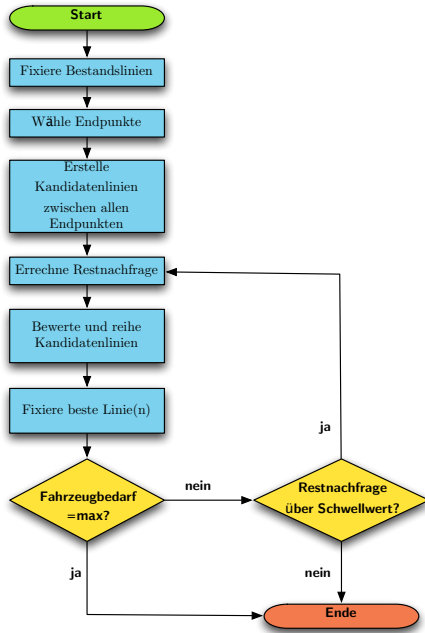 Start
Fixiere Bestandslinien
Wähle Endpunkte
Erstelle
Kandidatenlinien
zwischen allen
Endpunkten
Errechne Restnachfrage
Bewerte und reihe
Kandidatenlinien
Fixiere beste Linie(n)
ja
nein
Fahrzeugbedarf
=max?
Restnachfrage
über Schwellwert?
ja
nein
Ende